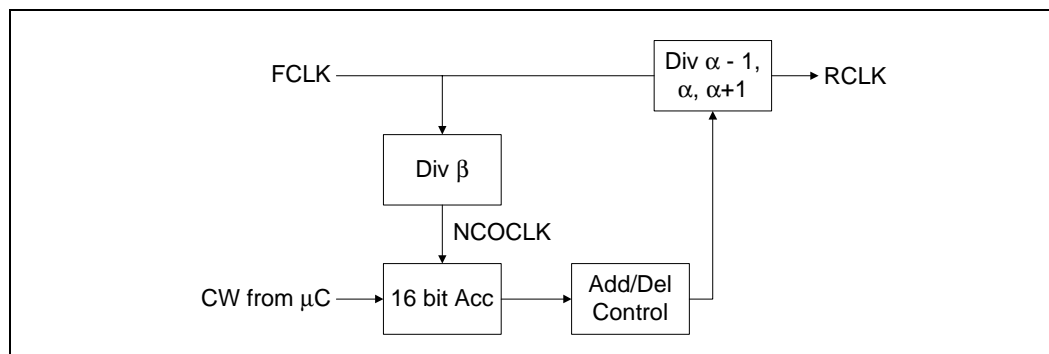 FCLK
Div α - 1,
α, α+1
RCLK
Div β
NCOCLK
CW from μC
16 bit Acc
Add/Del
Control